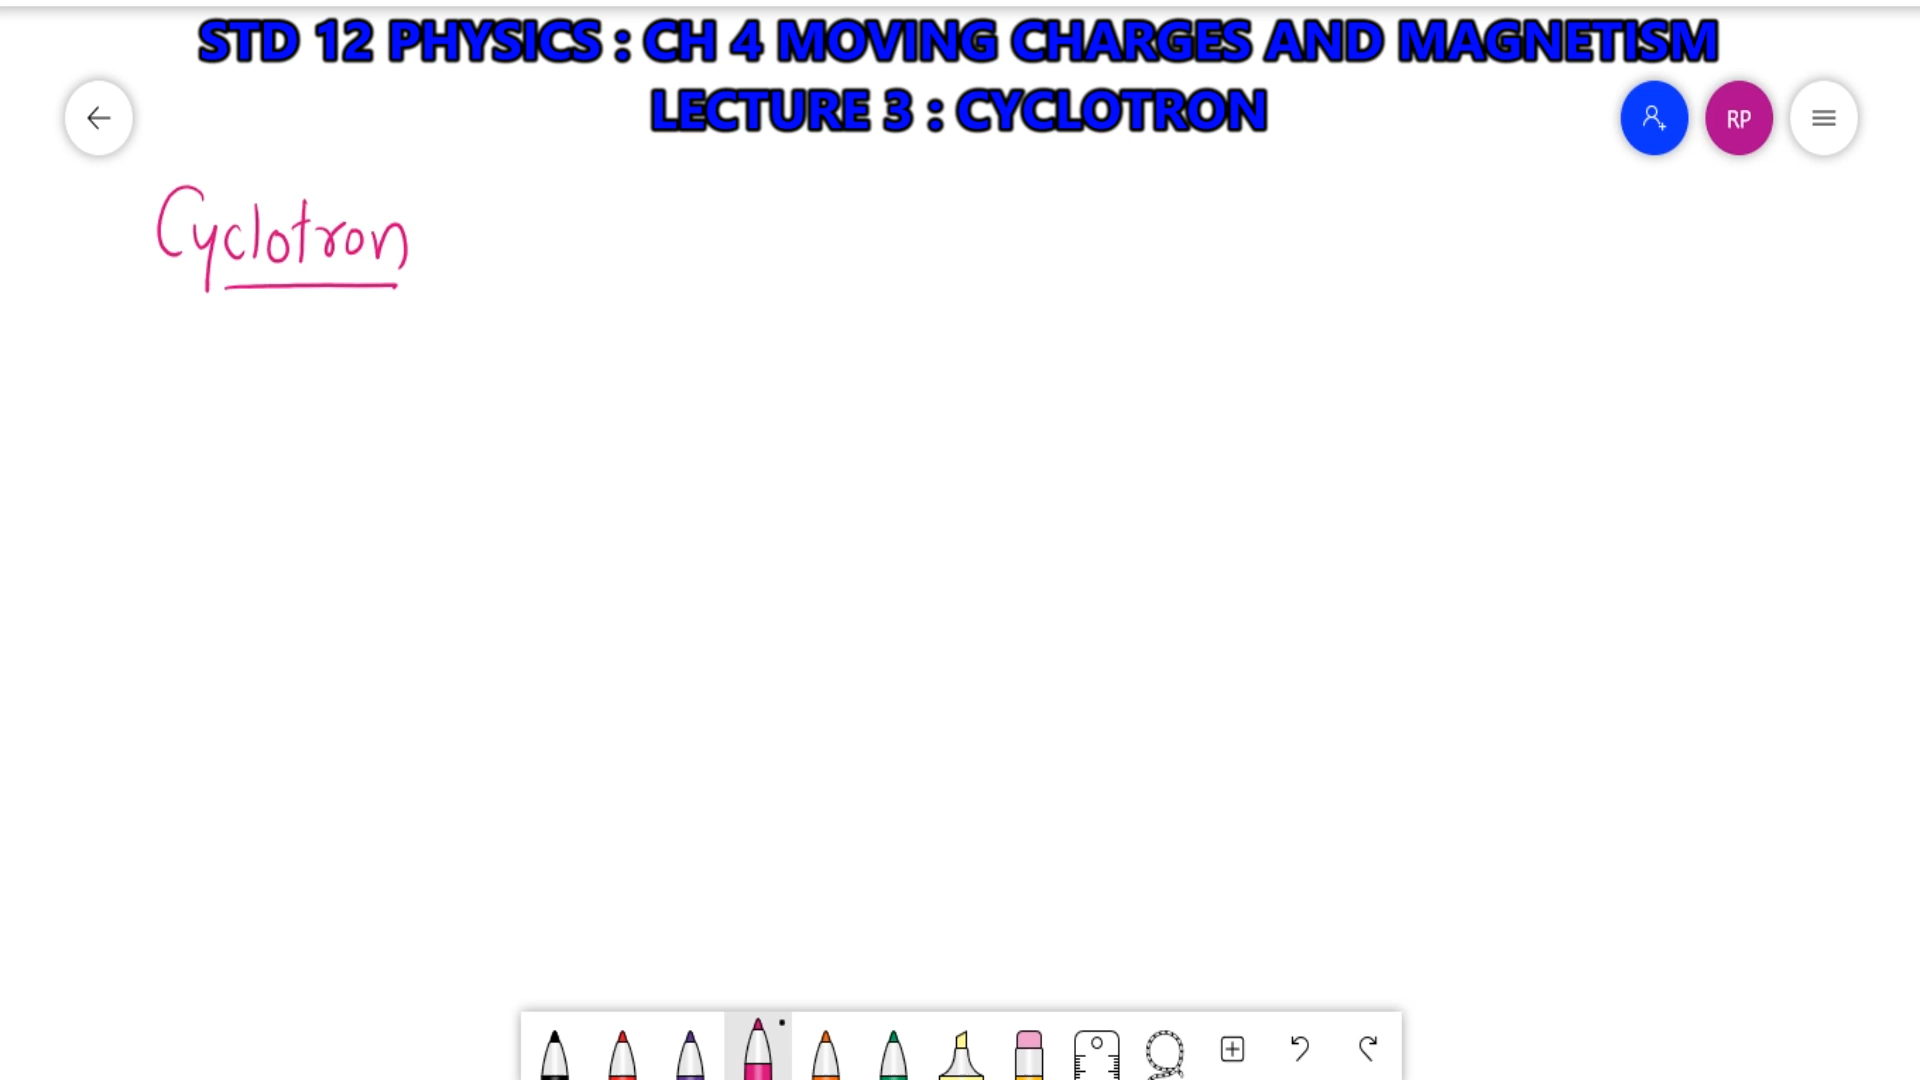 STD 12 PHYSICS : CH 4 MOVING CHARGES AND MAGNETISM
LECTURE 3 : CYCLOTRON
RP
Cyclotron